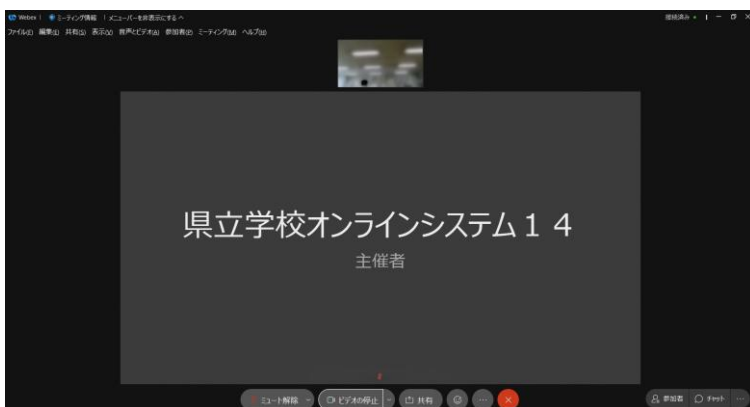 Webex ミーティング情報 メニューバーを非表示にする 接続済み
ファイル(F) 編集(E) 共有(S) 表示(V) 音声とビデオ(A) 参加者(P) ミーティング(M) ヘルプ(H)
県立学校オンラインシステム１４
主催者
ミュート解除 ビデオの停止 共有 参加者 チャット